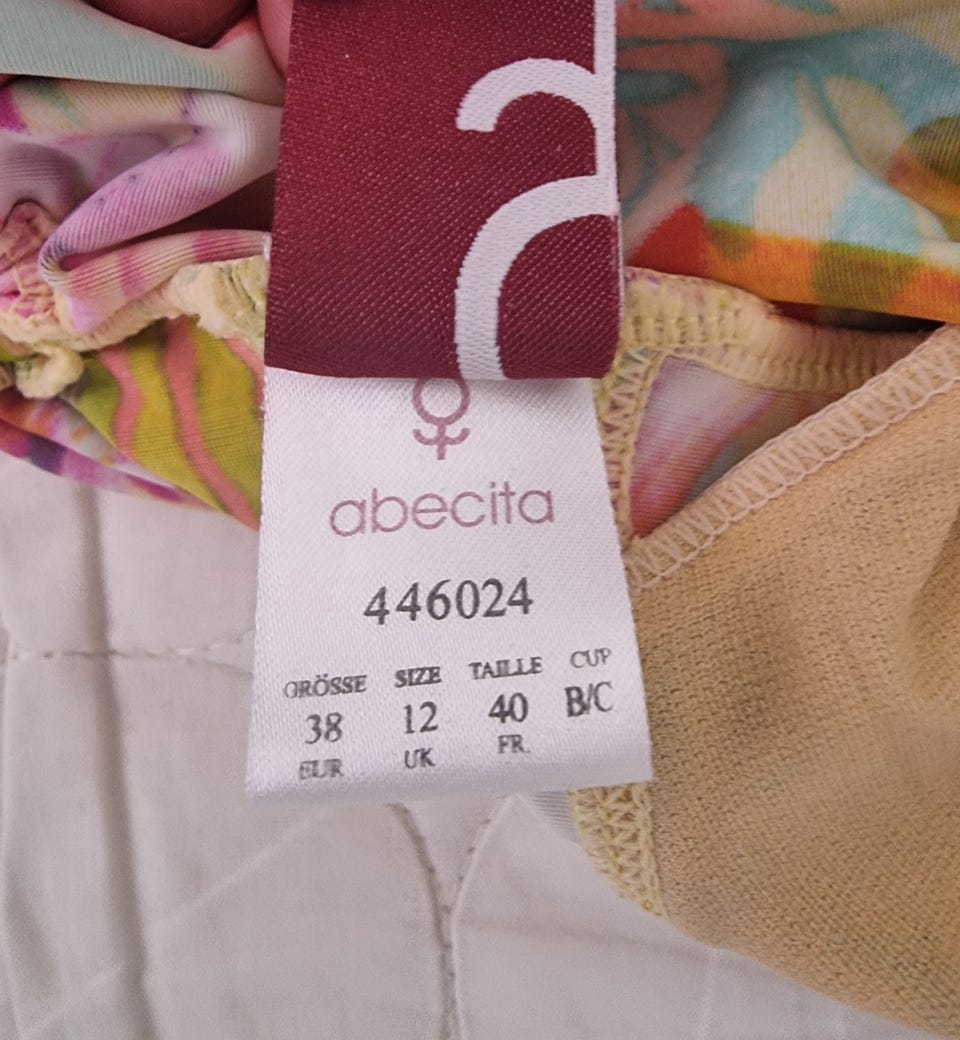 a
abecita
446024
GRÖSSE SIZE TAILLE CUP
38 12 40 B/C
EUR UK FR.